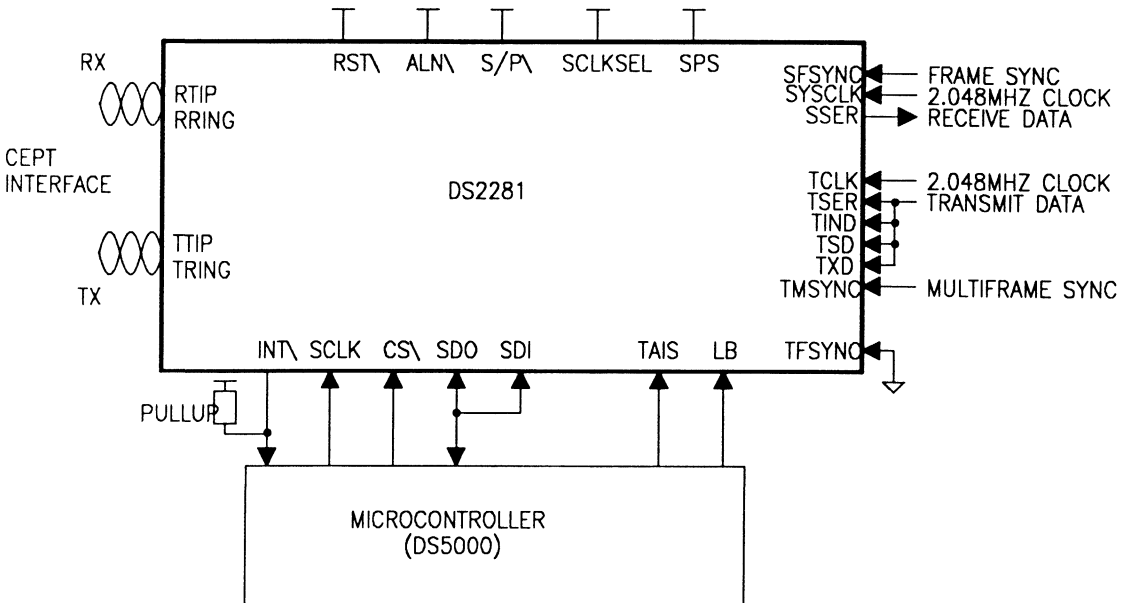 RX
RST\ ALN\ S/P\ SCLKSEL SPS
SFSYNC FRAME SYNC
SYSCLK 2.048MHZ CLOCK
SSER RECEIVE DATA
RTIP
RRING
CEPT
INTERFACE
DS2281
TCLK 2.048MHZ CLOCK
TSER TRANSMIT DATA
TIND
TSD
TXD
TMSYNC MULTIFRAME SYNC
TTIP
TRING
TX
INT\ SCLK CS\ SDO SDI TAIS LB TFSYNC
PULLUP
MICROCONTROLLER
(DS5000)